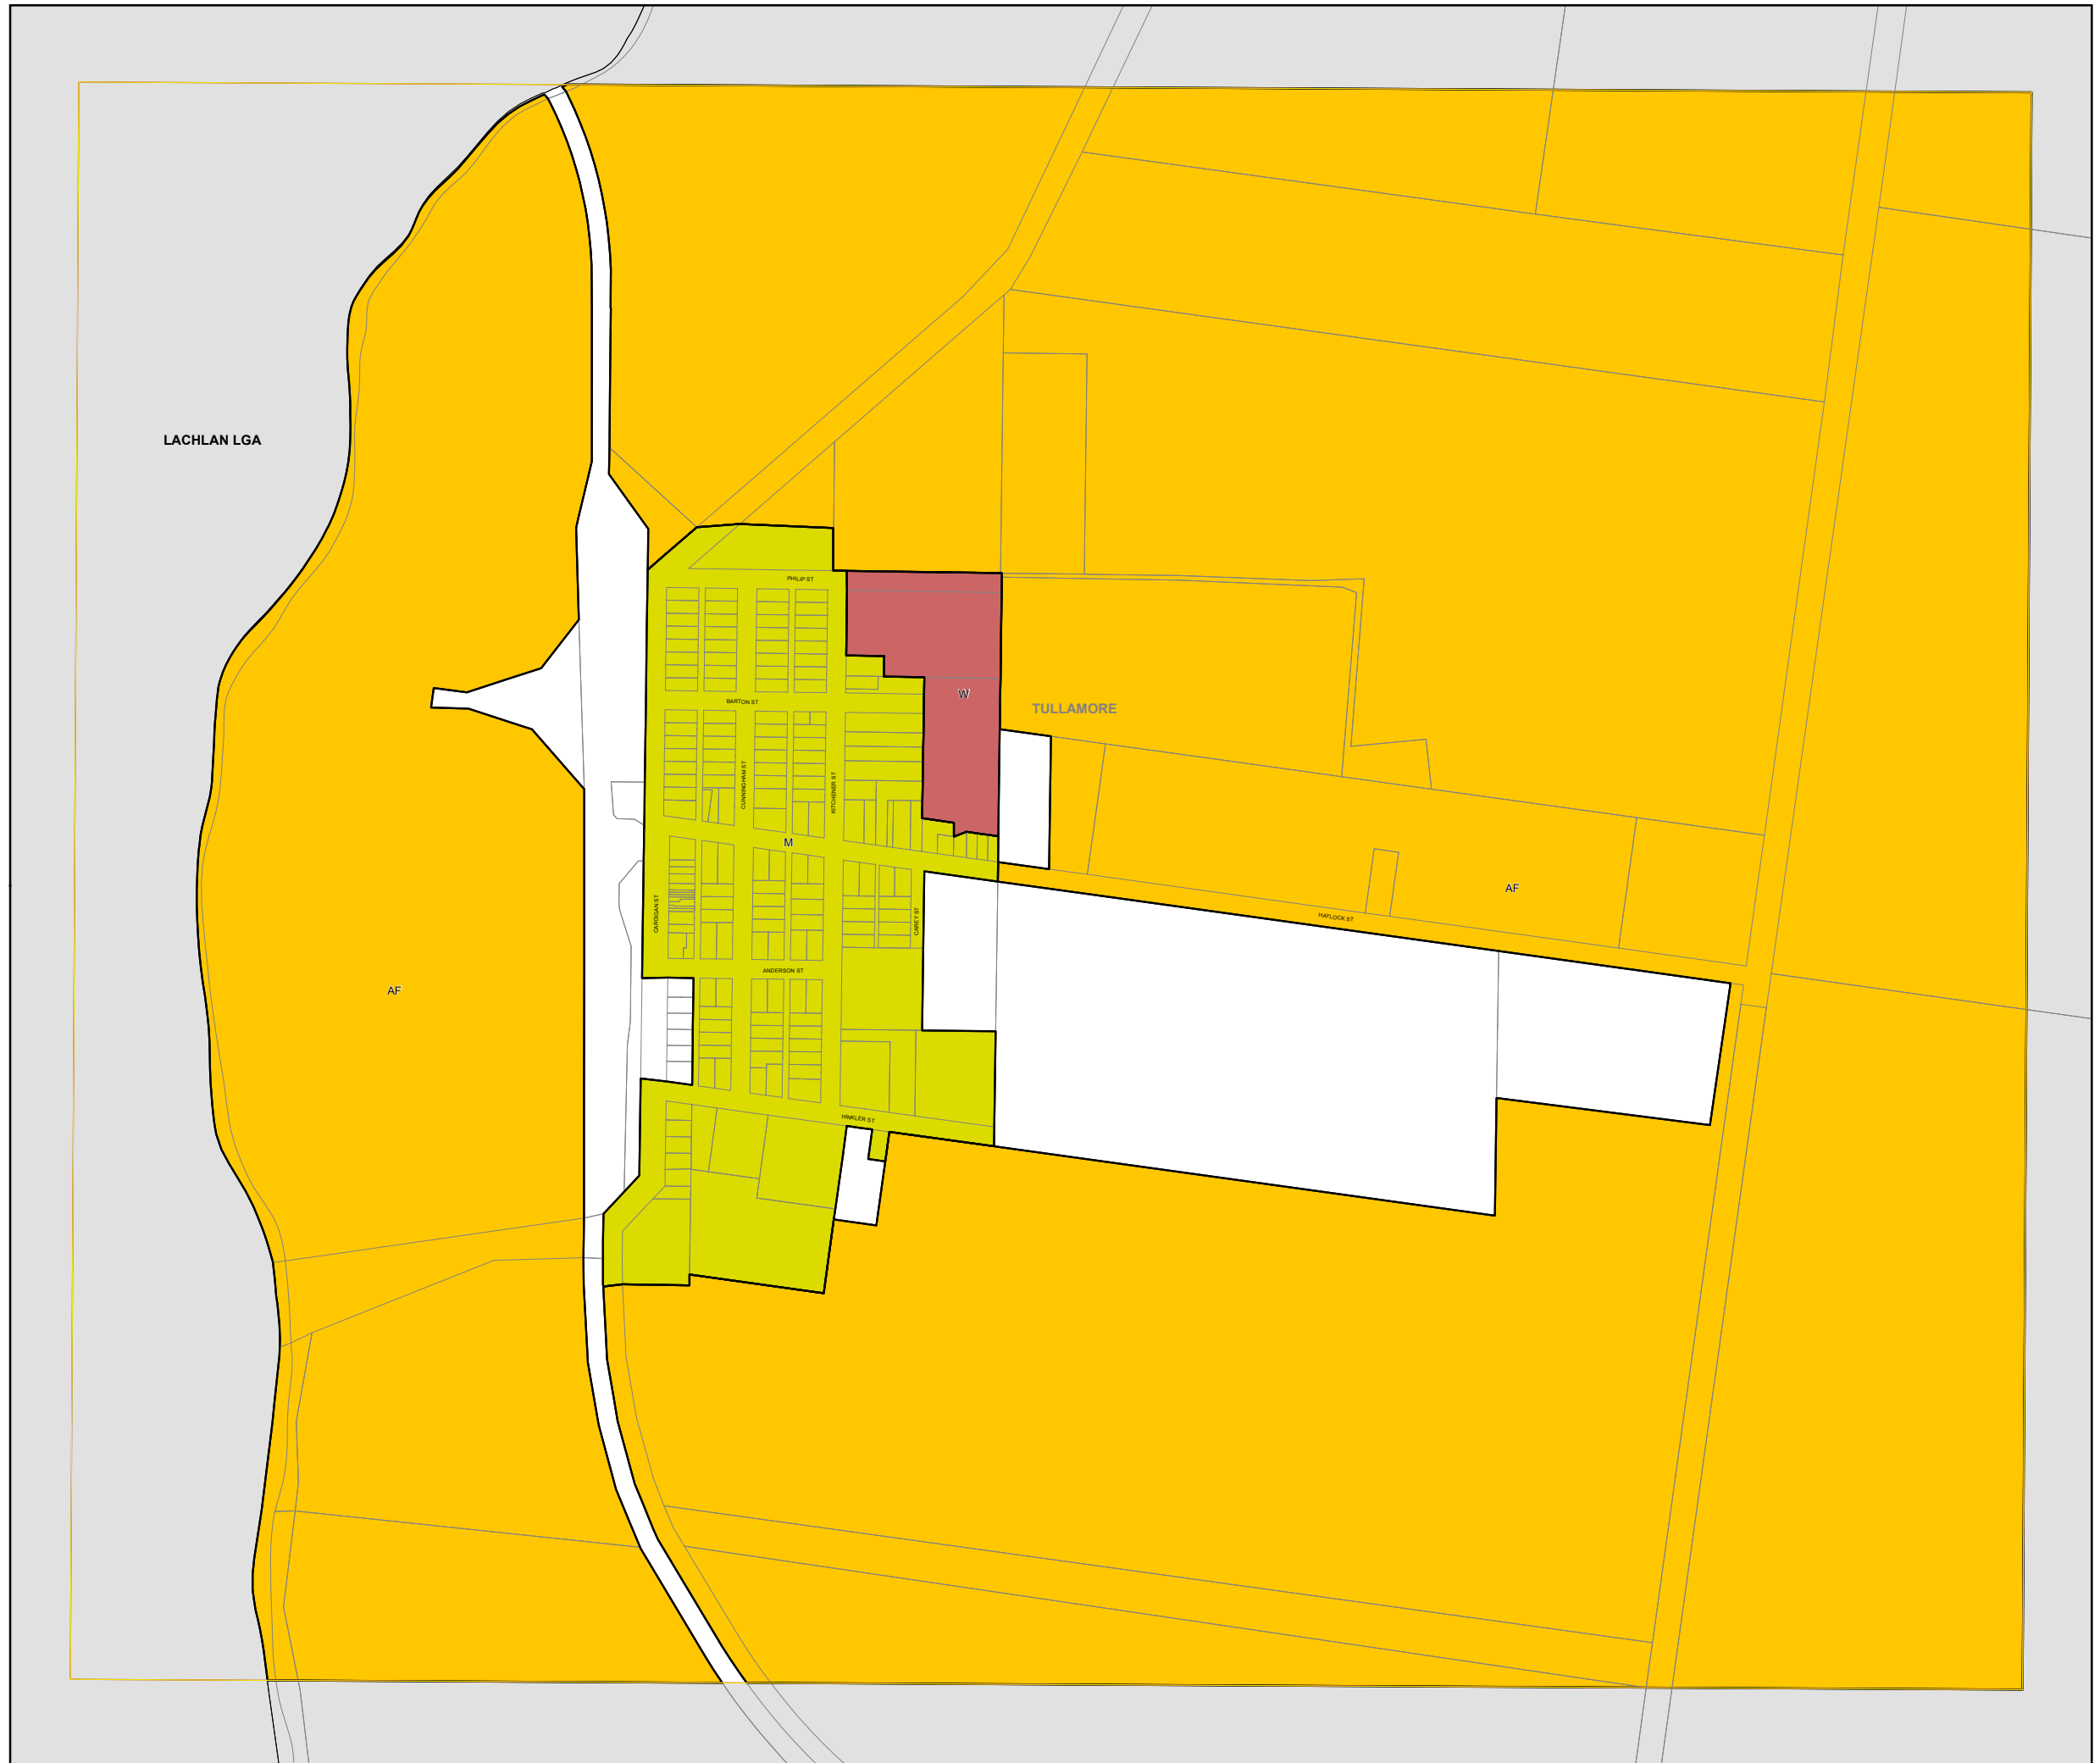 LACHLAN LGA
PHILIP ST
W
BARTON ST
TULLAMORE
CUNNINGHAM ST
KITCHENER ST
M
AF
CARDIGAN ST
CAREY ST
HAYLOCK ST
ANDERSON ST
AF
HINKLER ST